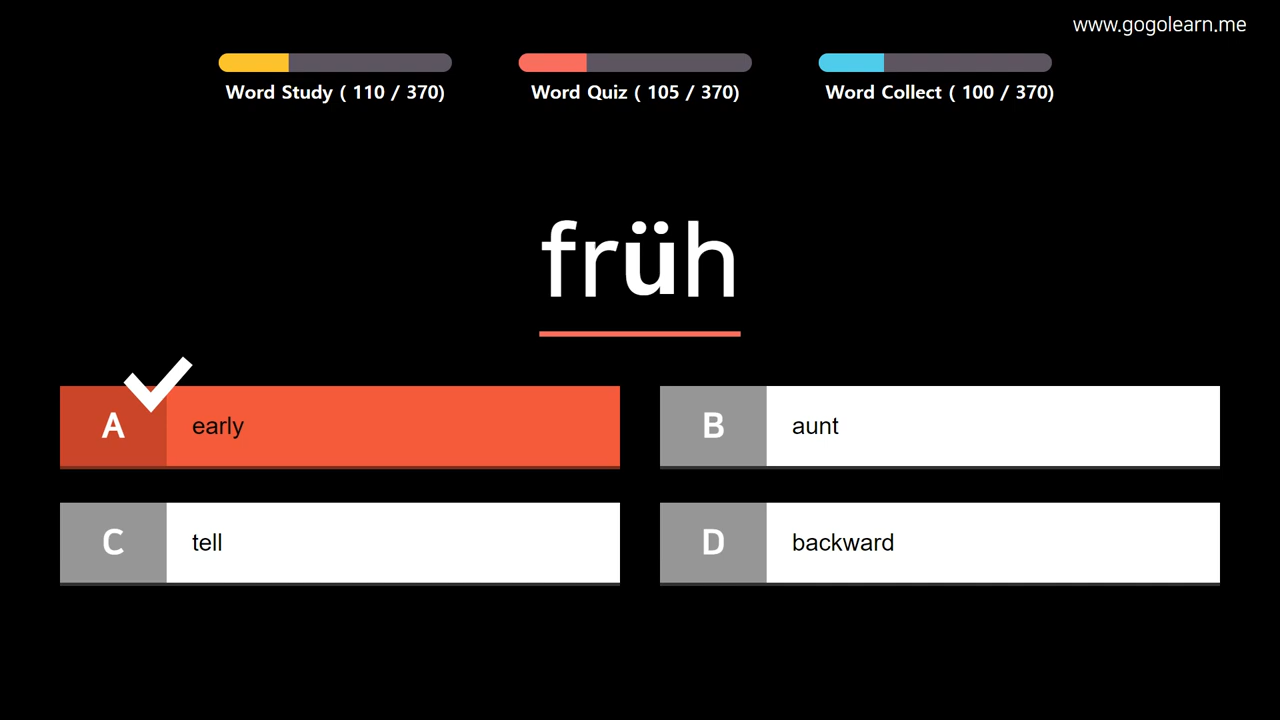 www.gogolearn.me
Word Study ( 110 / 370)
Word Quiz ( 105 / 370)
Word Collect ( 100 / 370)
früh
A early
B aunt
C tell
D backward